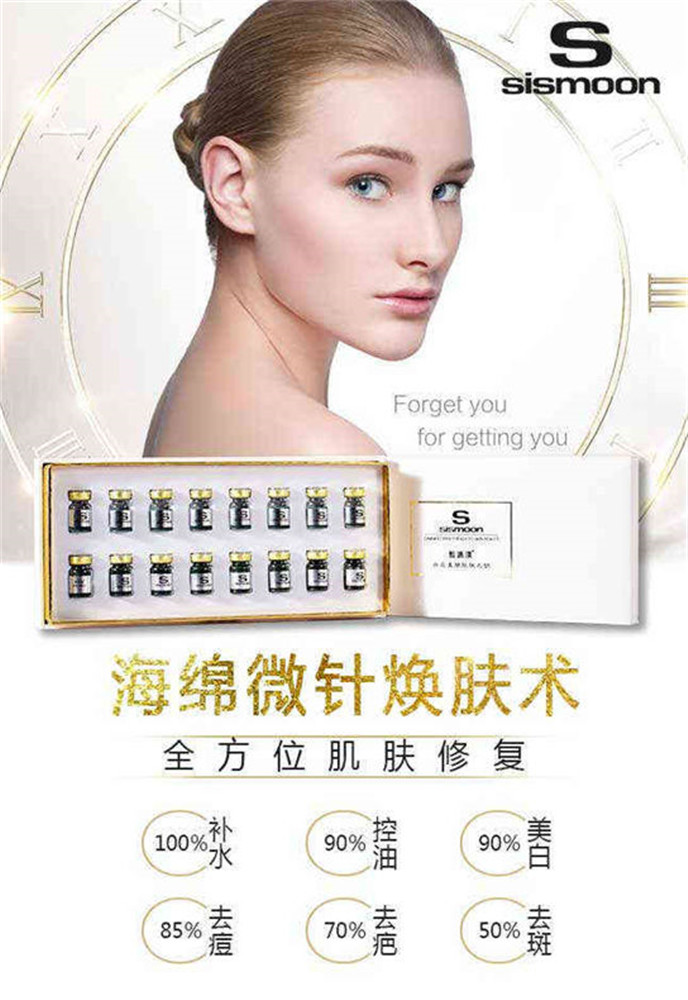 S
sismoon
IX
III
Forget you
for getting you
S
sismoon
海绵微针焕肤术
全方位肌肤修复
100% 补水
90% 控油
90% 美白
85% 去痘
70% 去疤
50% 去斑